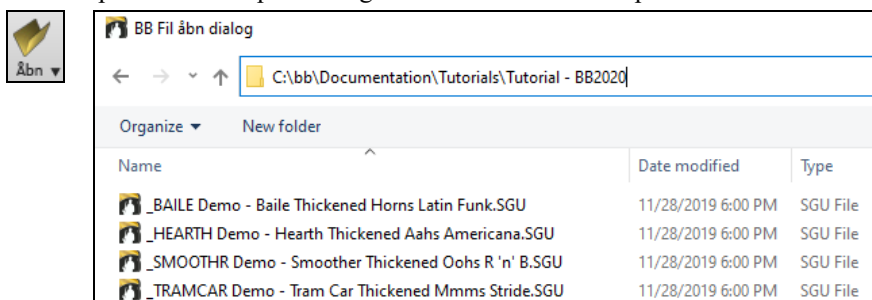 BB Fil åbn dialog
Åbn
C:\bb\Documentation\Tutorials\Tutorial - BB2020
Organize New folder
Name Date modified Type
_BAILE Demo - Baile Thickened Horns Latin Funk.SGU 11/28/2019 6:00 PM SGU File
_HEARTH Demo - Hearth Thickened Aahs Americana.SGU 11/28/2019 6:00 PM SGU File
_SMOOTHR Demo - Smoother Thickened Oohs R 'n' B.SGU 11/28/2019 6:00 PM SGU File
_TRAMCAR Demo - Tram Car Thickened Mmms Stride.SGU 11/28/2019 6:00 PM SGU File